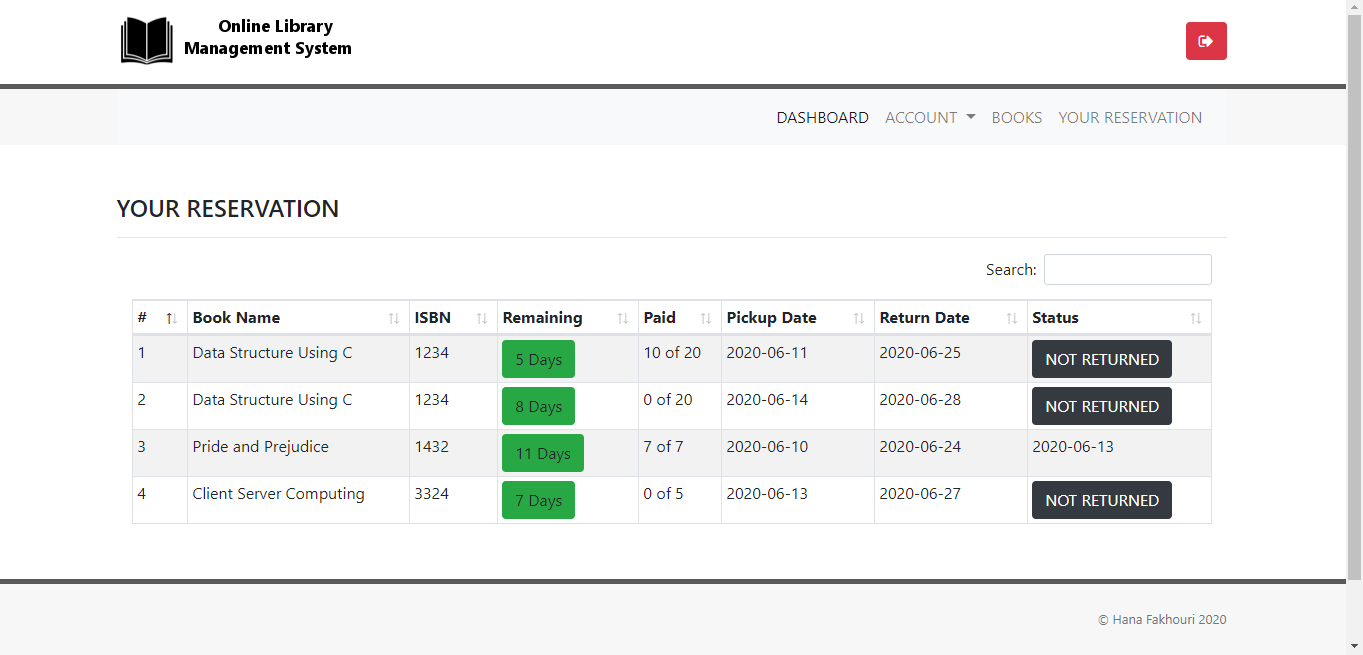 Online Library
Management System
DASHBOARD ACCOUNT BOOKS YOUR RESERVATION
YOUR RESERVATION
Search:
# Book Name ISBN Remaining Paid Pickup Date Return Date Status
1 Data Structure Using C 1234 5 Days 10 of 20 2020-06-11 2020-06-25 NOT RETURNED
2 Data Structure Using C 1234 8 Days 0 of 20 2020-06-14 2020-06-28 NOT RETURNED
3 Pride and Prejudice 1432 11 Days 7 of 7 2020-06-10 2020-06-24 2020-06-13
4 Client Server Computing 3324 7 Days 0 of 5 2020-06-13 2020-06-27 NOT RETURNED
© Hana Fakhouri 2020